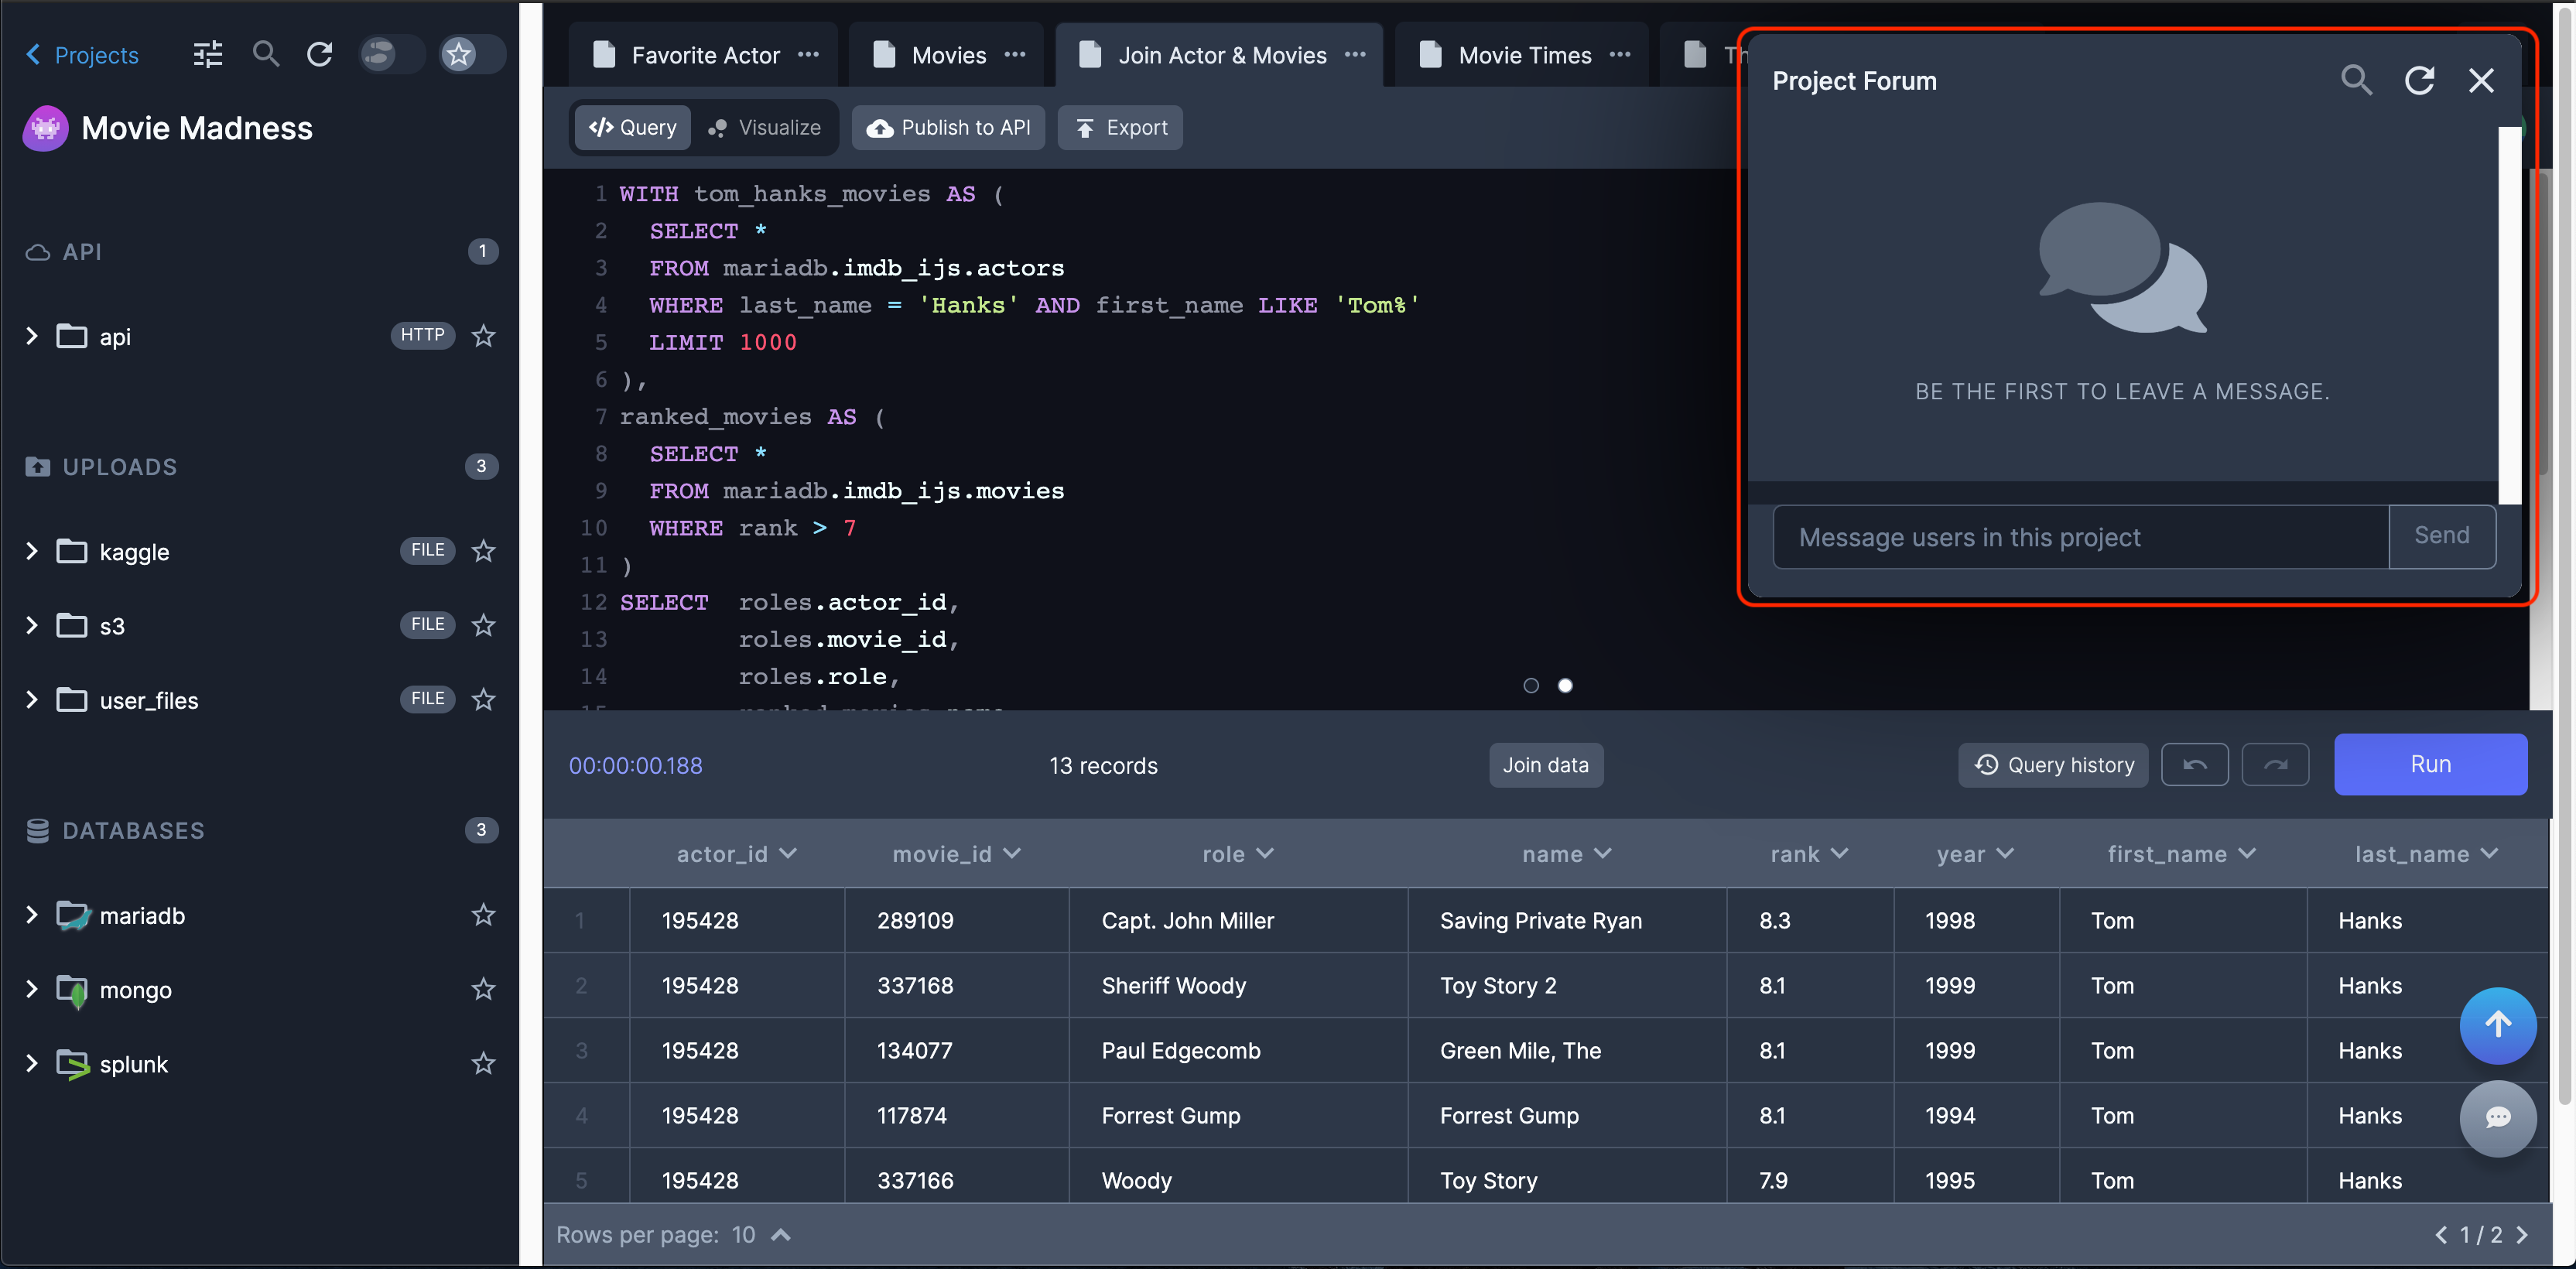 Projects
Movie Madness
API 1
api HTTP
UPLOADS 3
kaggle FILE
s3 FILE
user_files FILE
DATABASES 3
mariadb
mongo
splunk
Favorite Actor ••• Movies ••• Join Actor & Movies ••• Movie Times •••
</> Query Visualize Publish to API Export
1 WITH tom_hanks_movies AS (
2 SELECT *
3 FROM mariadb.imdb_ijs.actors
4 WHERE last_name = 'Hanks' AND first_name LIKE 'Tom%'
5 LIMIT 1000
6 ),
7 ranked_movies AS (
8 SELECT *
9 FROM mariadb.imdb_ijs.movies
10 WHERE rank > 7
11 )
12 SELECT roles.actor_id,
13 roles.movie_id,
14 roles.role,
Project Forum
BE THE FIRST TO LEAVE A MESSAGE.
Message users in this project Send
00:00:00.188 13 records Join data Query history Run
actor_id movie_id role name rank year first_name last_name
1 195428 289109 Capt. John Miller Saving Private Ryan 8.3 1998 Tom Hanks
2 195428 337168 Sheriff Woody Toy Story 2 8.1 1999 Tom Hanks
3 195428 134077 Paul Edgecomb Green Mile, The 8.1 1999 Tom Hanks
4 195428 117874 Forrest Gump Forrest Gump 8.1 1994 Tom Hanks
5 195428 337166 Woody Toy Story 7.9 1995 Tom Hanks
Rows per page: 10 1 / 2